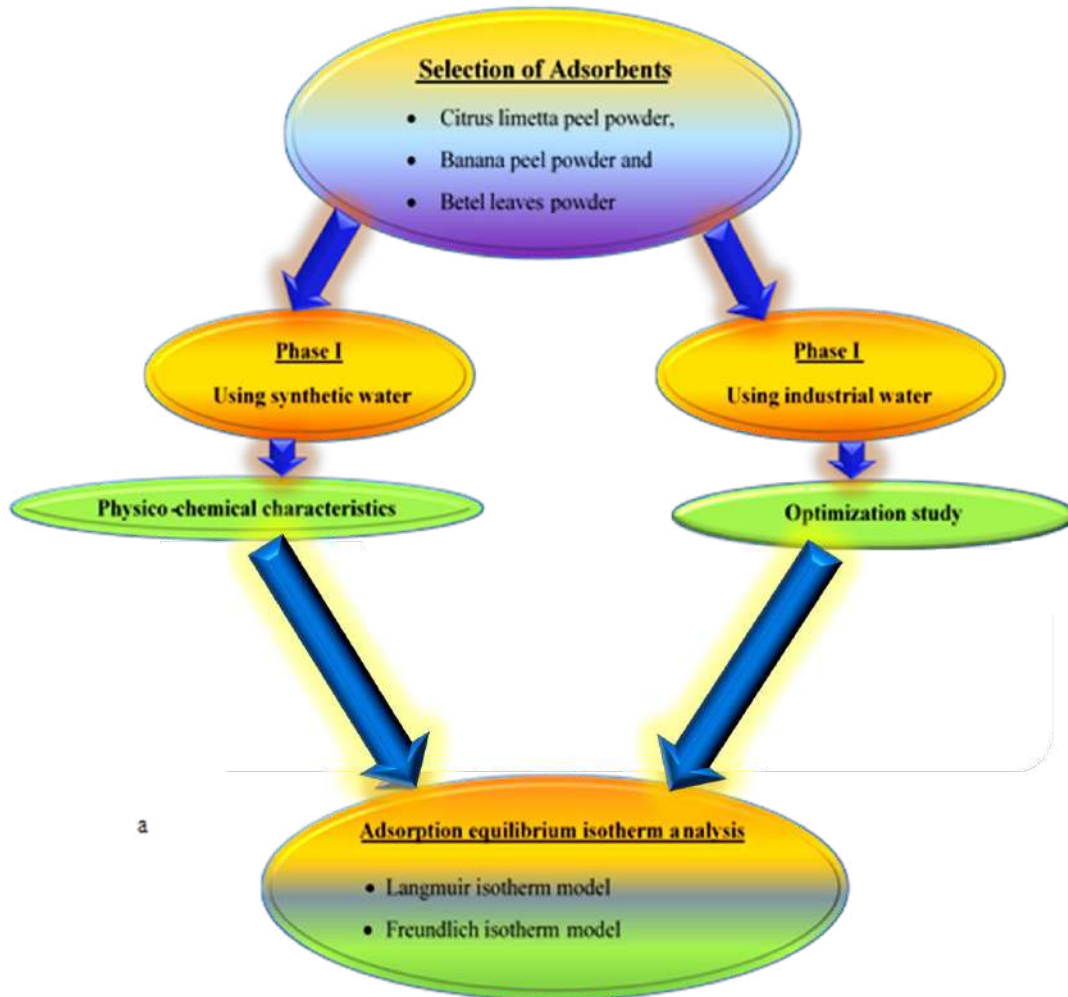 Selection of Adsorbents
• Citrus limetta peel powder,
• Banana peel powder and
• Betel leaves powder
Phase I
Using synthetic water
Phase I
Using industrial water
Physico-chemical characteristics
Optimization study
a
Adsorption equilibrium isotherm analysis
• Langmuir isotherm model
• Freundlich isotherm model